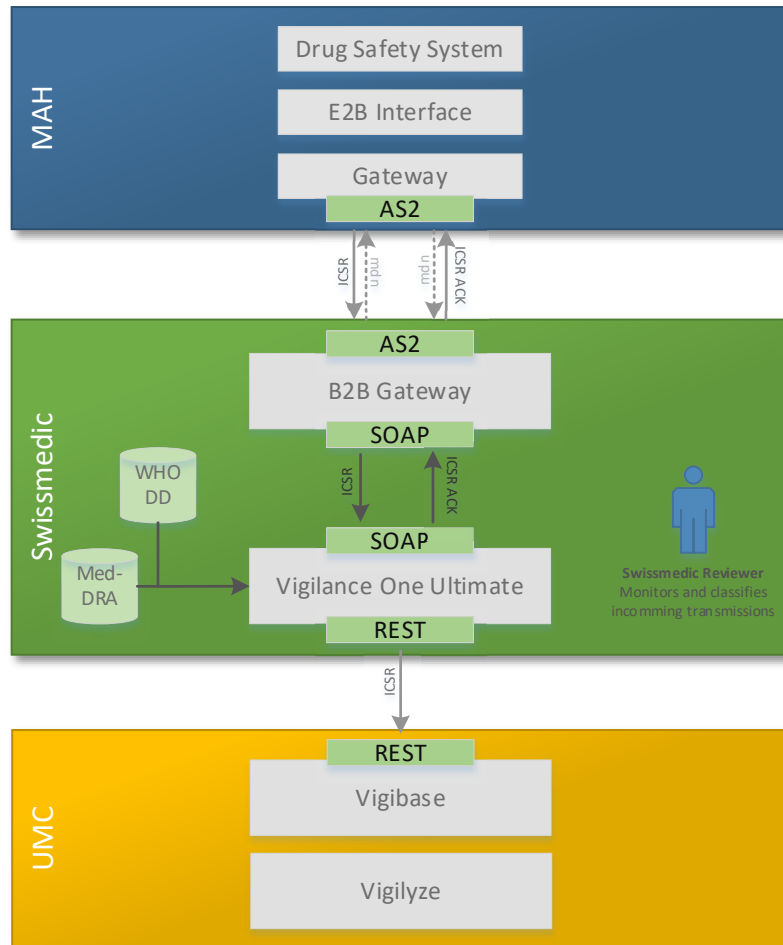 MAH
Drug Safety System
E2B Interface
Gateway
AS2
ICSR
mdn
mdn
ICSR ACK
Swissmedic
AS2
B2B Gateway
SOAP
ICSR
ICSR ACK
WHO
DD
Med-
DRA
SOAP
Vigilance One Ultimate
REST
Swissmedic Reviewer
Monitors and classifies
incomming transmissions
ICSR
UMC
REST
Vigibase
Vigilyze